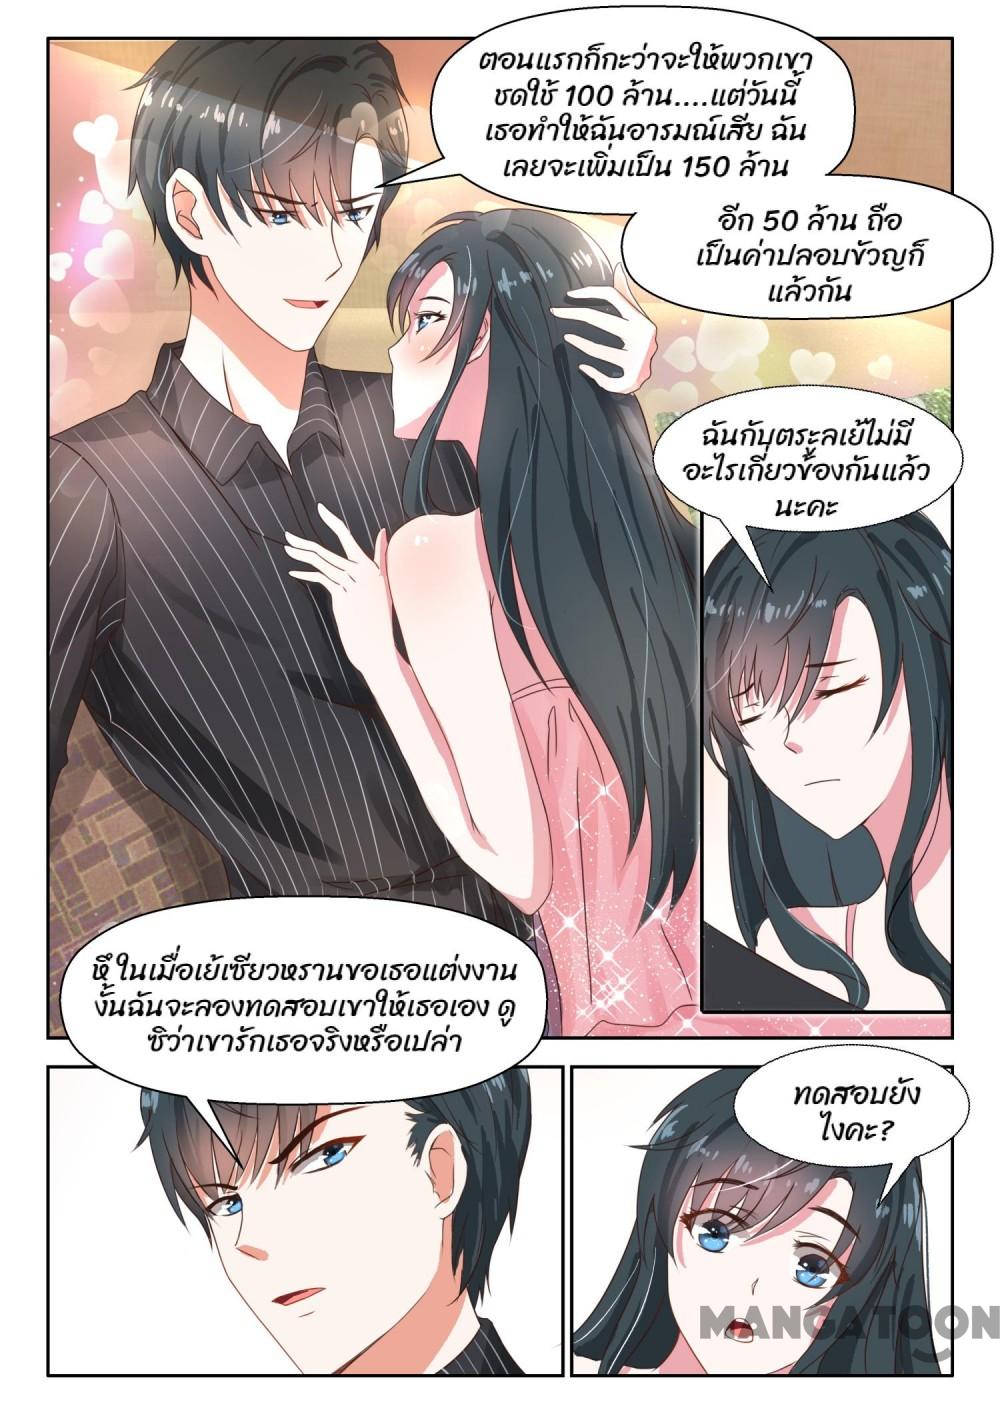 ตอนแรกก็กะว่าจะให้พวกเขา
ชดใช้ 100 ล้าน....แต่วันนี้
เธอทำให้ฉันอารมณ์เสีย ฉัน
เลยจะเพิ่มเป็น 150 ล้าน
อีก 50 ล้าน ถือ
เป็นค่าปลอบขัวญก็
แล้วกัน
ฉันกับตระลเย้ไม่มี
อะไรเกี่ยวข้องกันแล้ว
นะคะ
หึ ในเมื่อเย้เซียวหรานขอเธอแต่งงาน
งั้นฉันจะลองทดสอบเขาให้เธอเอง ดู
ซิว่าเขารักเธอจริงหรือเปล่า
ทดสอบยัง
ไงคะ?
MANGATOON